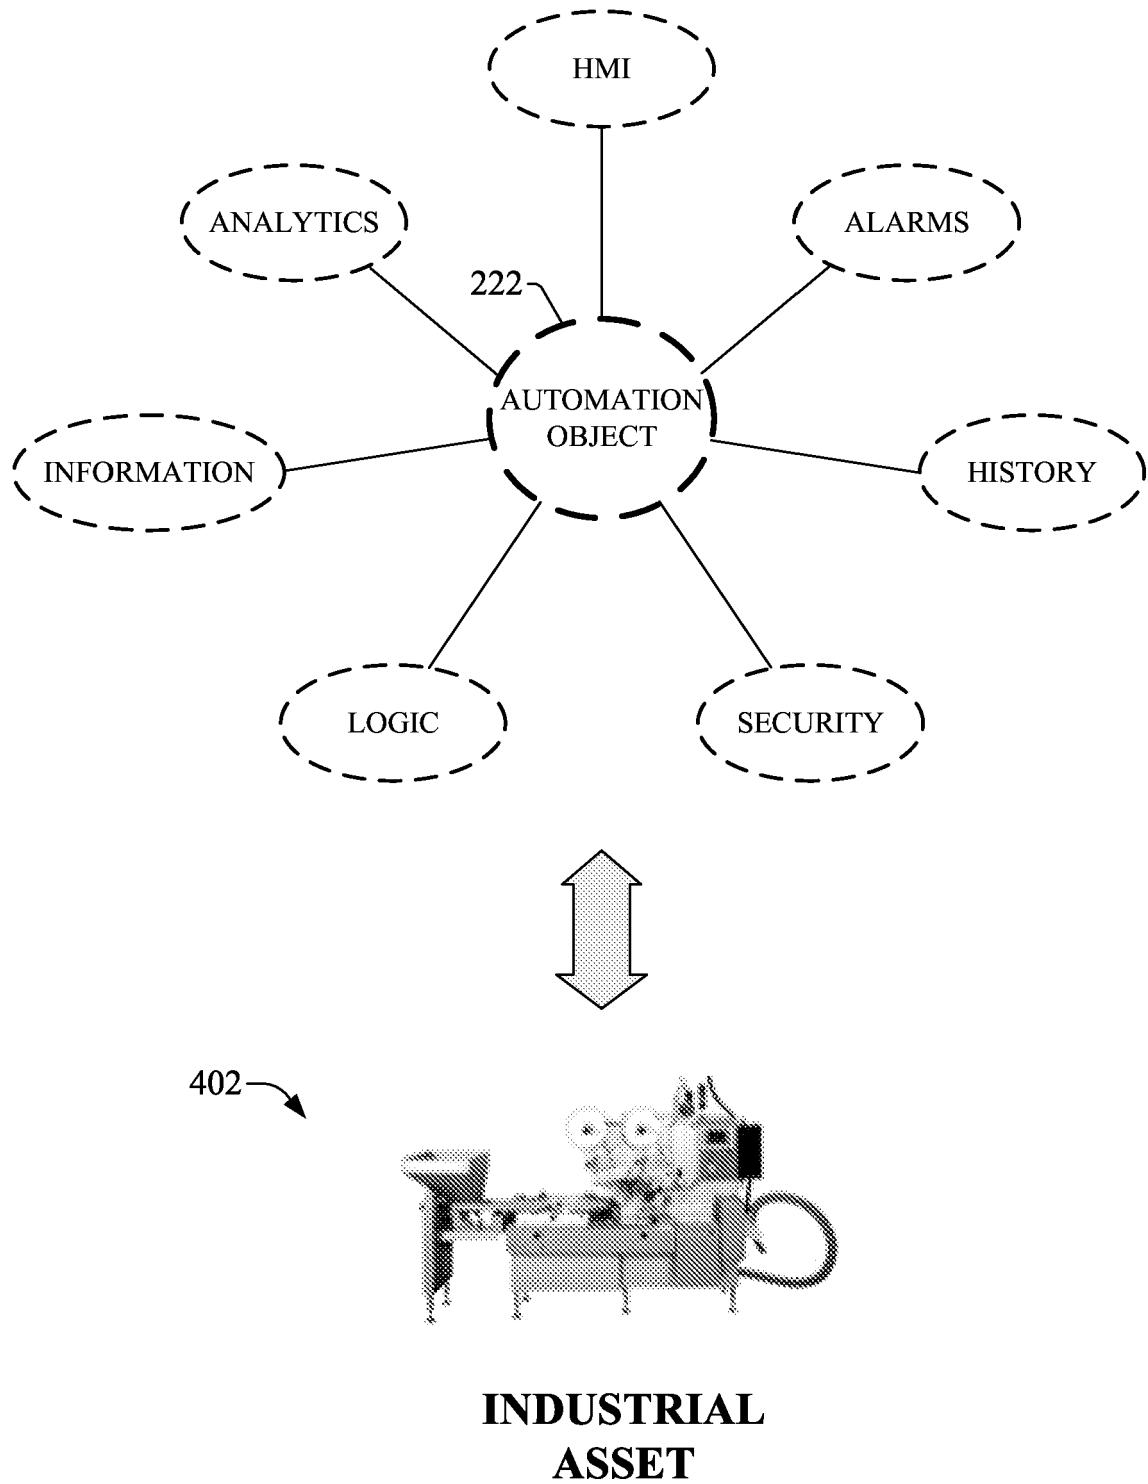 HMI
ANALYTICS
ALARMS
222
AUTOMATION
OBJECT
INFORMATION
HISTORY
LOGIC
SECURITY
402
INDUSTRIAL
ASSET